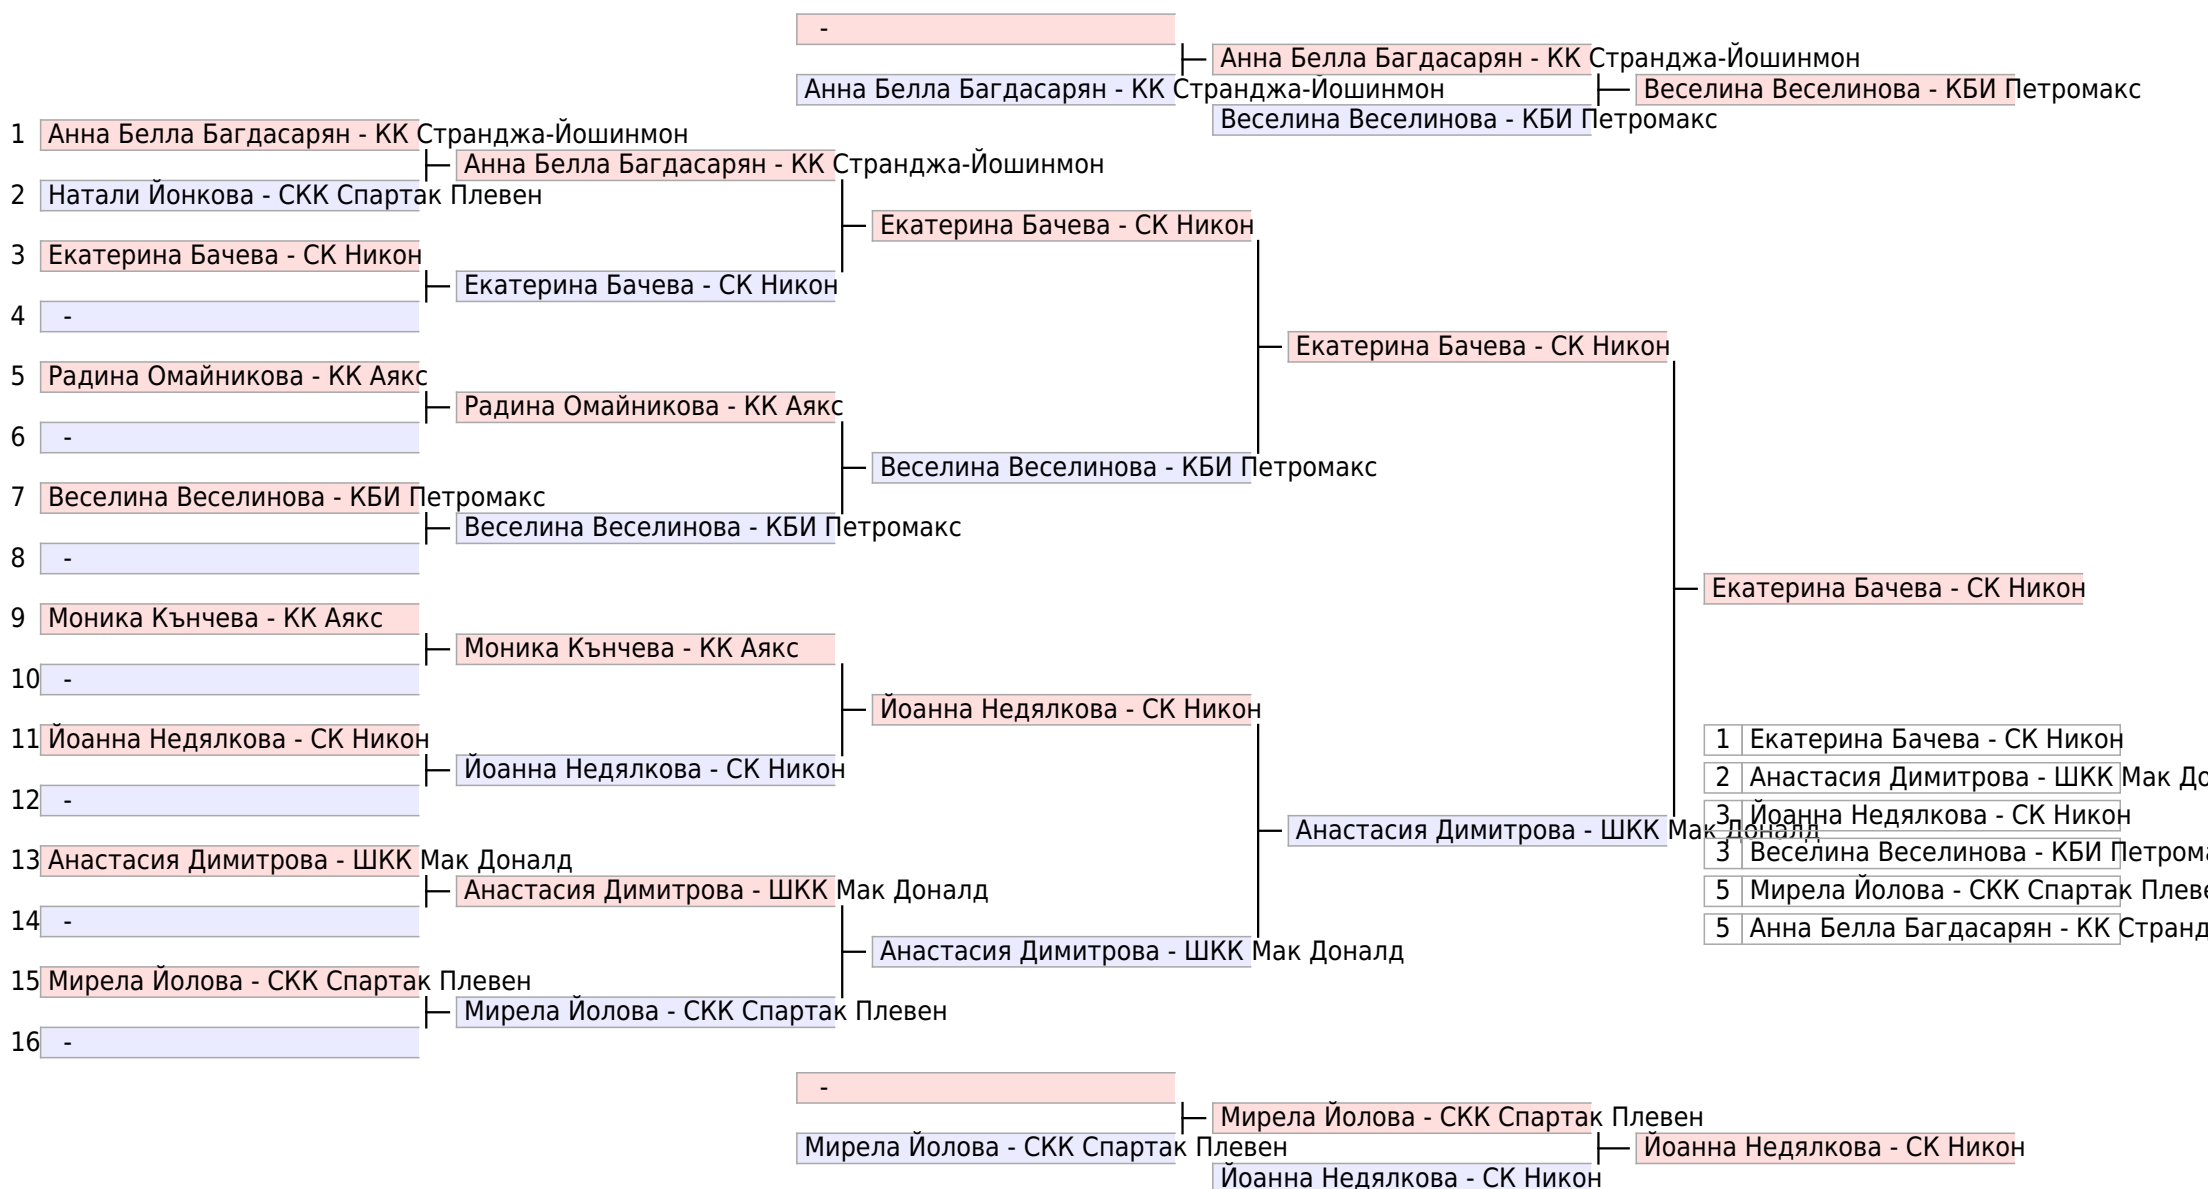 -
Анна Белла Багдасарян - КК Странджа-Йошинмон
Анна Белла Багдасарян - КК Странджа-Йошинмон
Веселина Веселинова - КБИ Петромакс
Веселина Веселинова - КБИ Петромакс
1 Анна Белла Багдасарян - КК Странджа-Йошинмон
Анна Белла Багдасарян - КК Странджа-Йошинмон
2 Натали Йонкова - СКК Спартак Плевен
Екатерина Бачева - СК Никон
3 Екатерина Бачева - СК Никон
Екатерина Бачева - СК Никон
4 -
Екатерина Бачева - СК Никон
5 Радина Омайникова - КК Аякс
Радина Омайникова - КК Аякс
6 -
Веселина Веселинова - КБИ Петромакс
7 Веселина Веселинова - КБИ Петромакс
Веселина Веселинова - КБИ Петромакс
8 -
Екатерина Бачева - СК Никон
9 Моника Кънчева - КК Аякс
Моника Кънчева - КК Аякс
10 -
Йоанна Недялкова - СК Никон
11 Йоанна Недялкова - СК Никон
Йоанна Недялкова - СК Никон
12 -
Анастасия Димитрова - ШКК Мак Доналд
13 Анастасия Димитрова - ШКК Мак Доналд
Анастасия Димитрова - ШКК Мак Доналд
14 -
Анастасия Димитрова - ШКК Мак Доналд
15 Мирела Йолова - СКК Спартак Плевен
Мирела Йолова - СКК Спартак Плевен
16 -
1 Екатерина Бачева - СК Никон
2 Анастасия Димитрова - ШКК Мак До
3 Йоанна Недялкова - СК Никон
3 Веселина Веселинова - КБИ Петрома
5 Мирела Йолова - СКК Спартак Плеве
5 Анна Белла Багдасарян - КК Странд
-
Мирела Йолова - СКК Спартак Плевен
Мирела Йолова - СКК Спартак Плевен
Йоанна Недялкова - СК Никон
Йоанна Недялкова - СК Никон